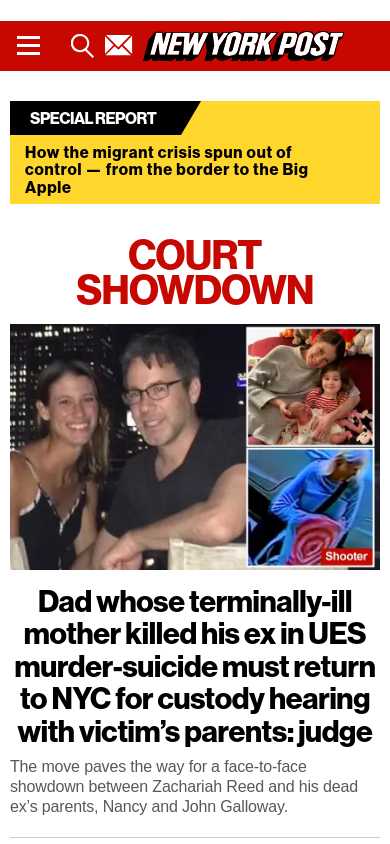 NEW YORK POST
SPECIAL REPORT
How the migrant crisis spun out of
control — from the border to the Big
Apple
COURT
SHOWDOWN
Shooter
Dad whose terminally-ill
mother killed his ex in UES
murder-suicide must return
to NYC for custody hearing
with victim’s parents: judge
The move paves the way for a face-to-face
showdown between Zachariah Reed and his dead
ex’s parents, Nancy and John Galloway.